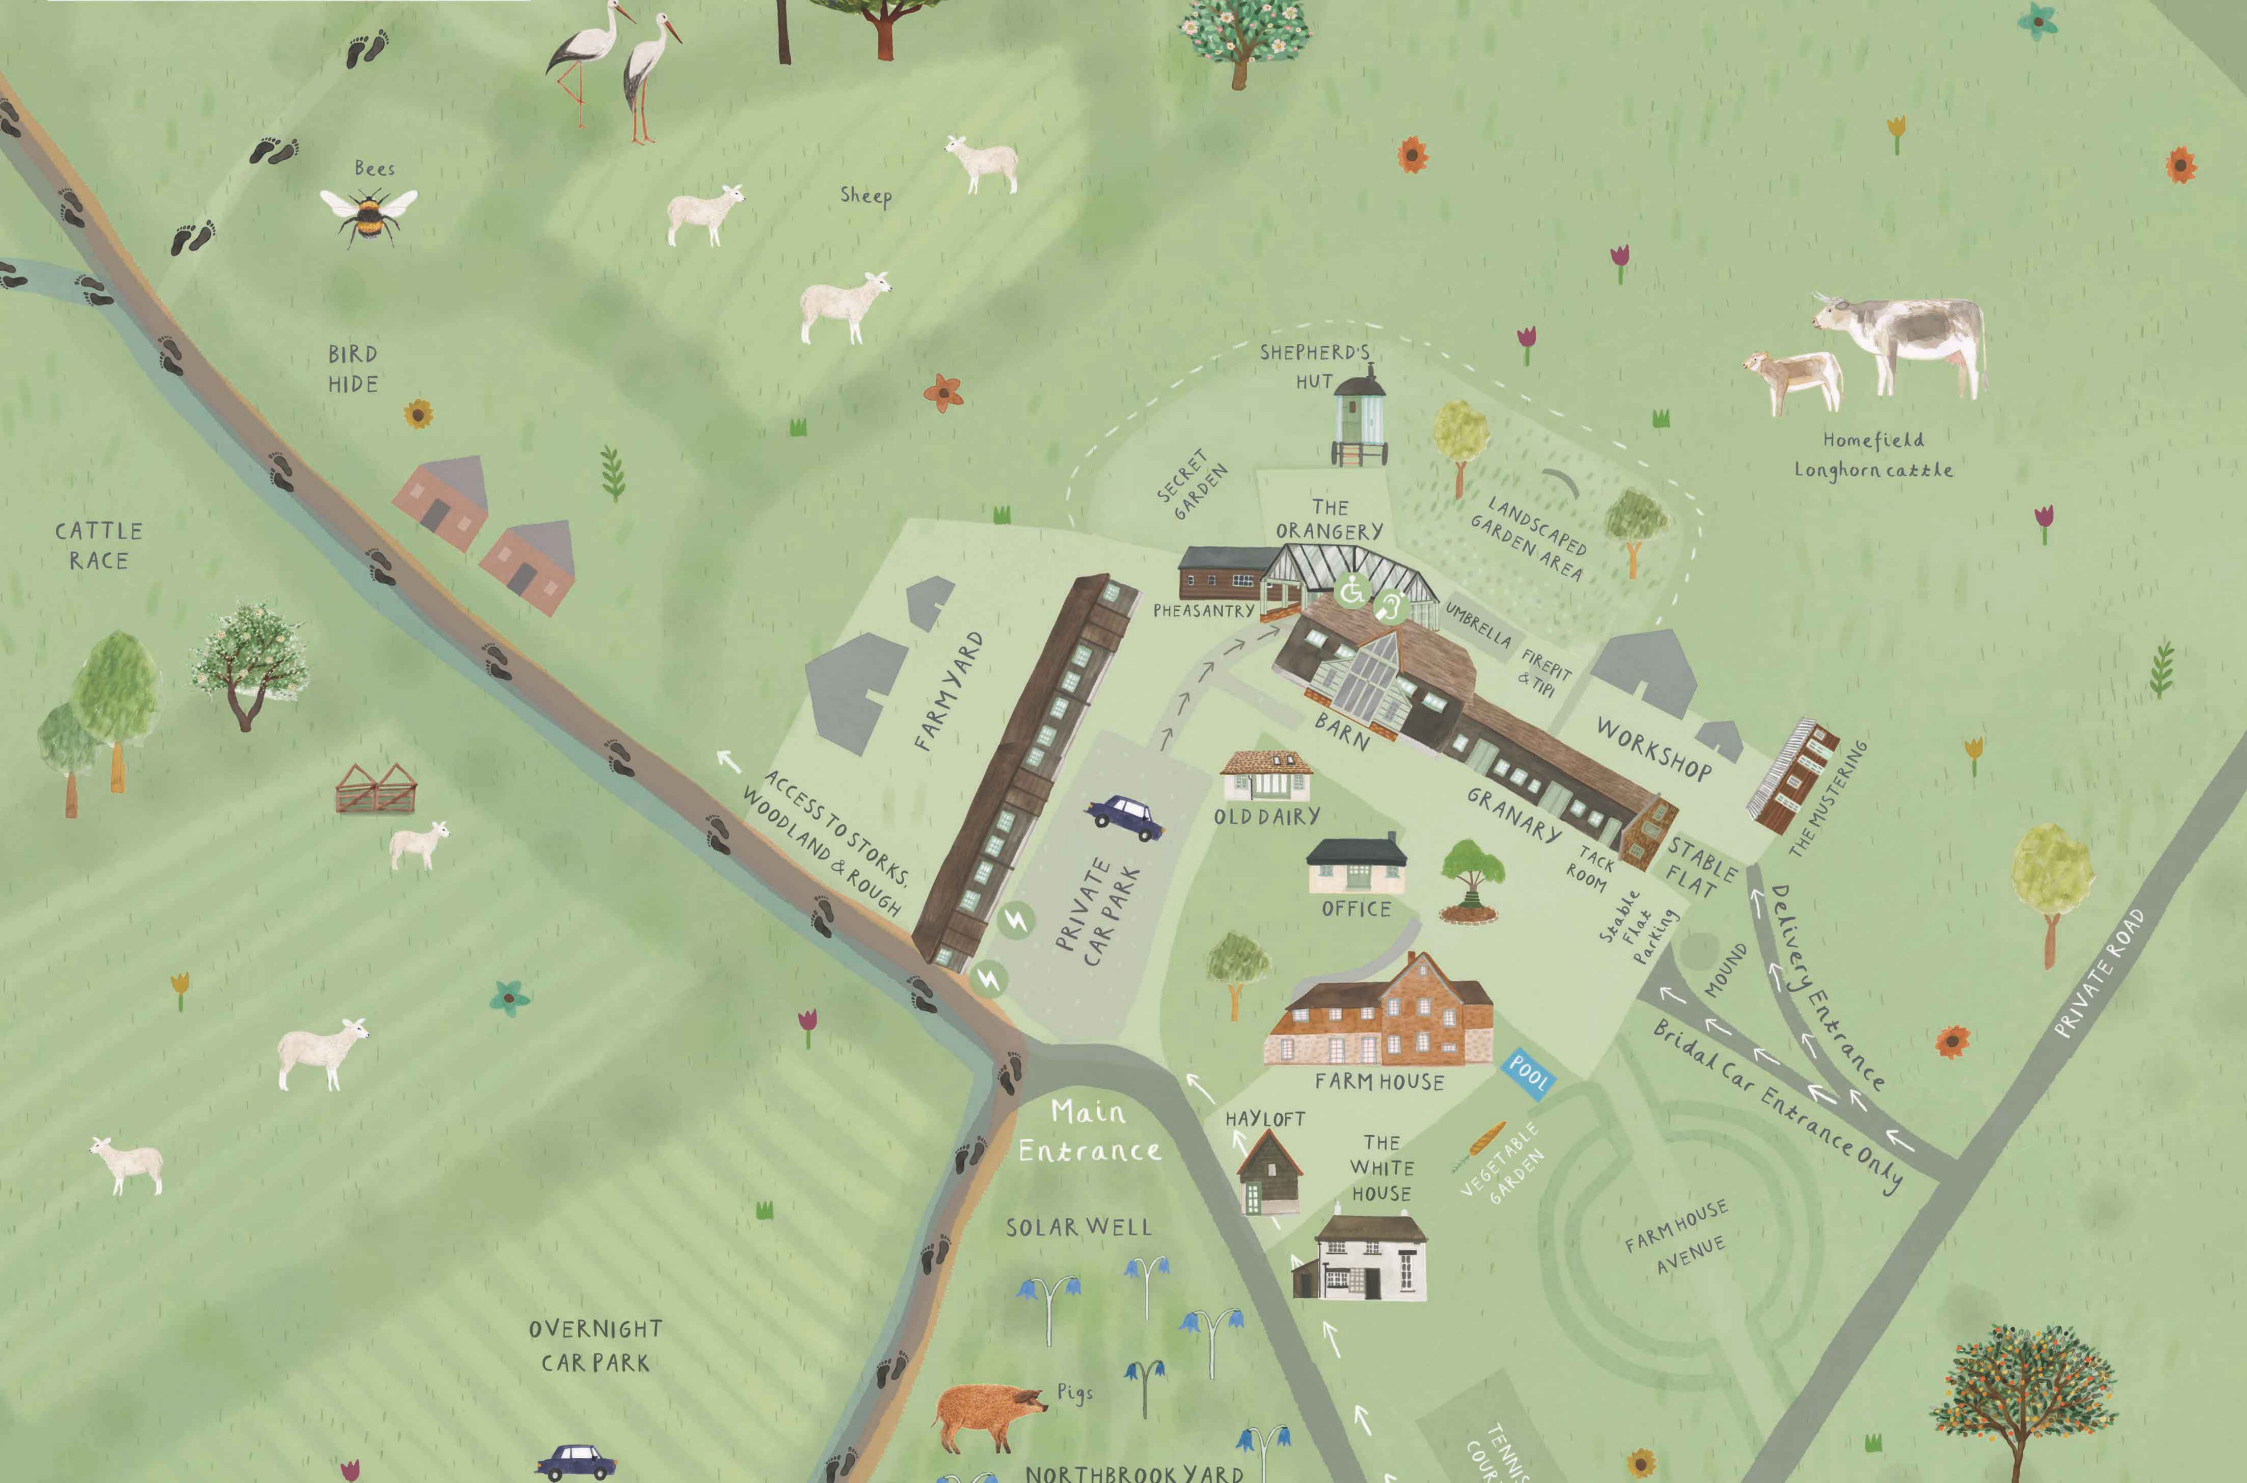 Bees
Sheep
BIRD
HIDE
SHEPHERD'S
HUT
Homefield
Longhorn cattle
SECRET
GARDEN
CATTLE
RACE
THE
ORANGERY
LANDSCAPED
GARDEN AREA
PHEASANTRY
UMBRELLA
FIREPIT
& TIPI
FARMYARD
BARN
WORKSHOP
THE MUSTERING
ACCESS TO STORKS,
WOODLAND & ROUGH
OLD DAIRY
GRANARY
TACK
ROOM
STABLE
FLAT
PRIVATE
CAR PARK
OFFICE
Stable
Flat
Parking
MOUND
Delivery Entrance
PRIVATE ROAD
Bridal Car Entrance Only
FARM HOUSE
POOL
Main
Entrance
HAYLOFT
THE
WHITE
HOUSE
VEGETABLE
GARDEN
SOLAR WELL
FARM HOUSE
AVENUE
OVERNIGHT
CAR PARK
Pigs
TENNIS
COUR
NORTHBROOK YARD